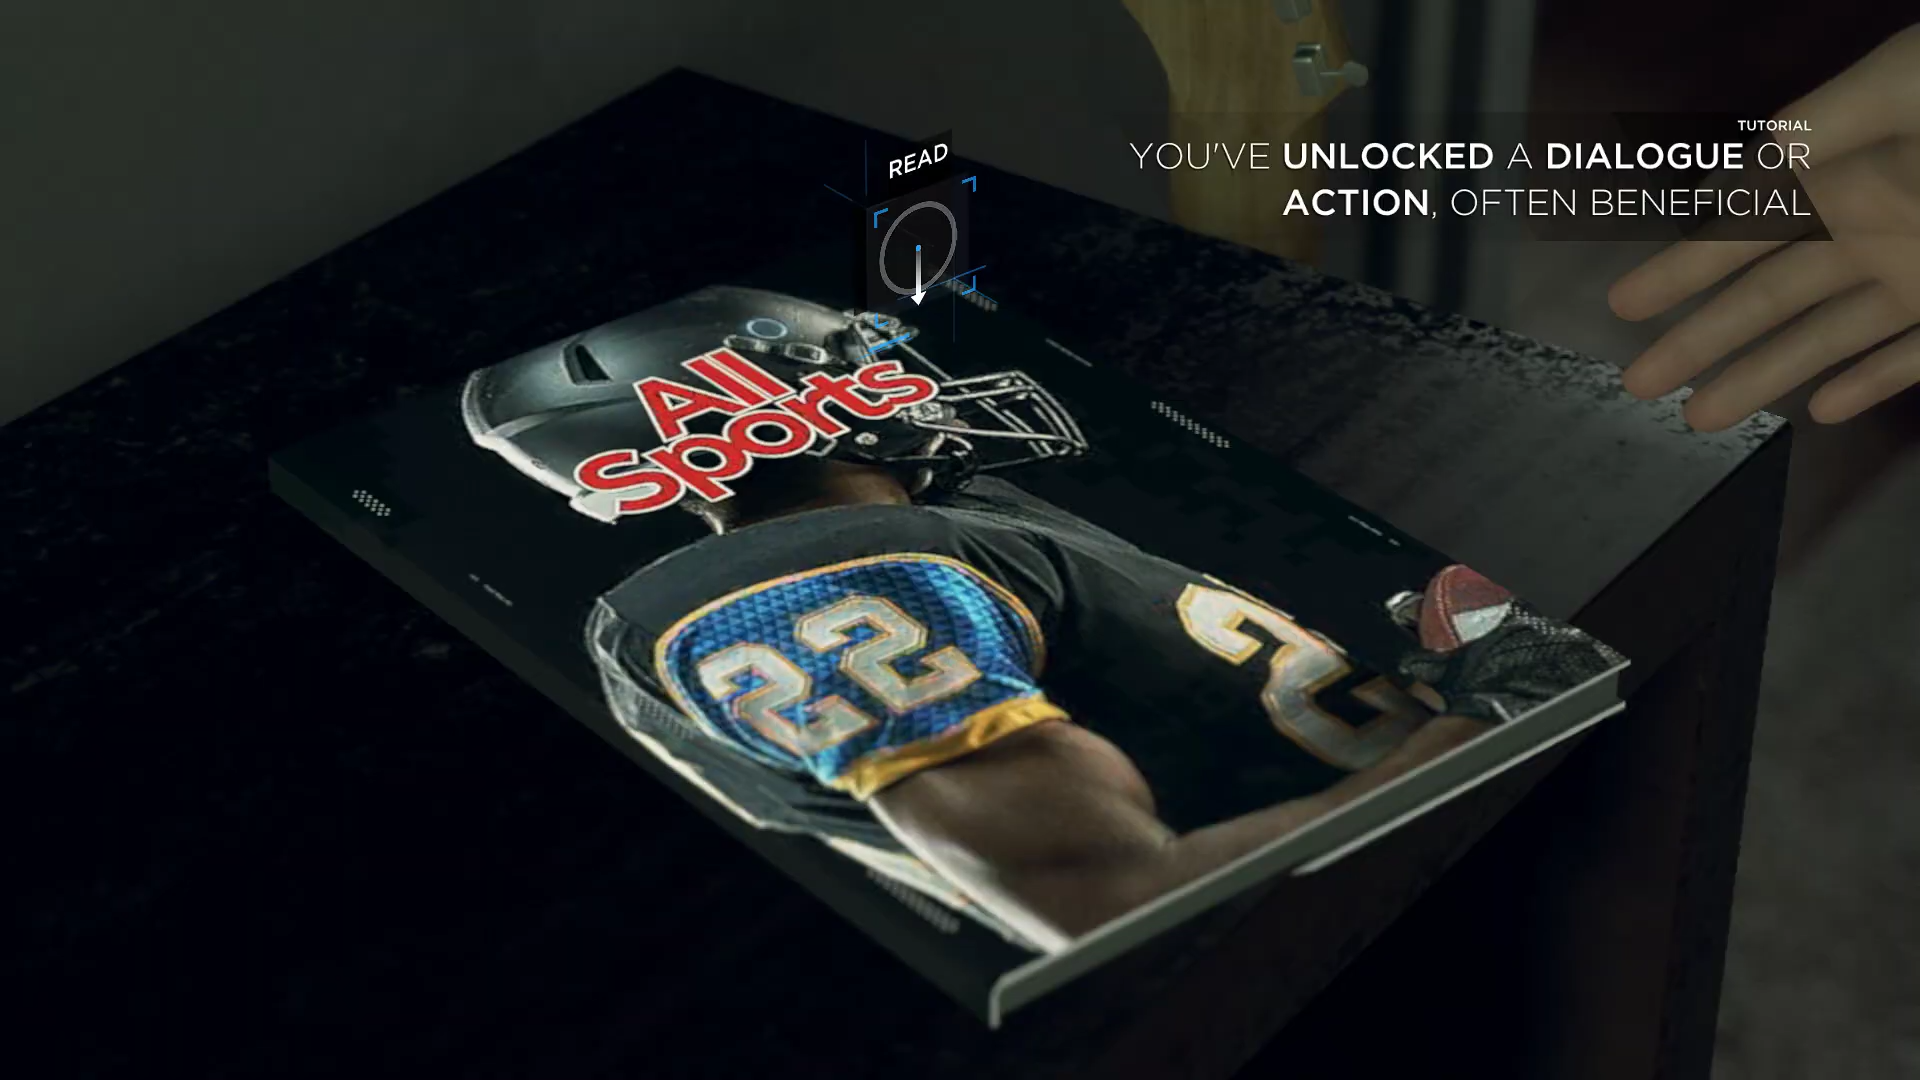 TUTORIAL
YOU'VE UNLOCKED A DIALOGUE OR
ACTION, OFTEN BENEFICIAL
READ
All
Sports
22
2